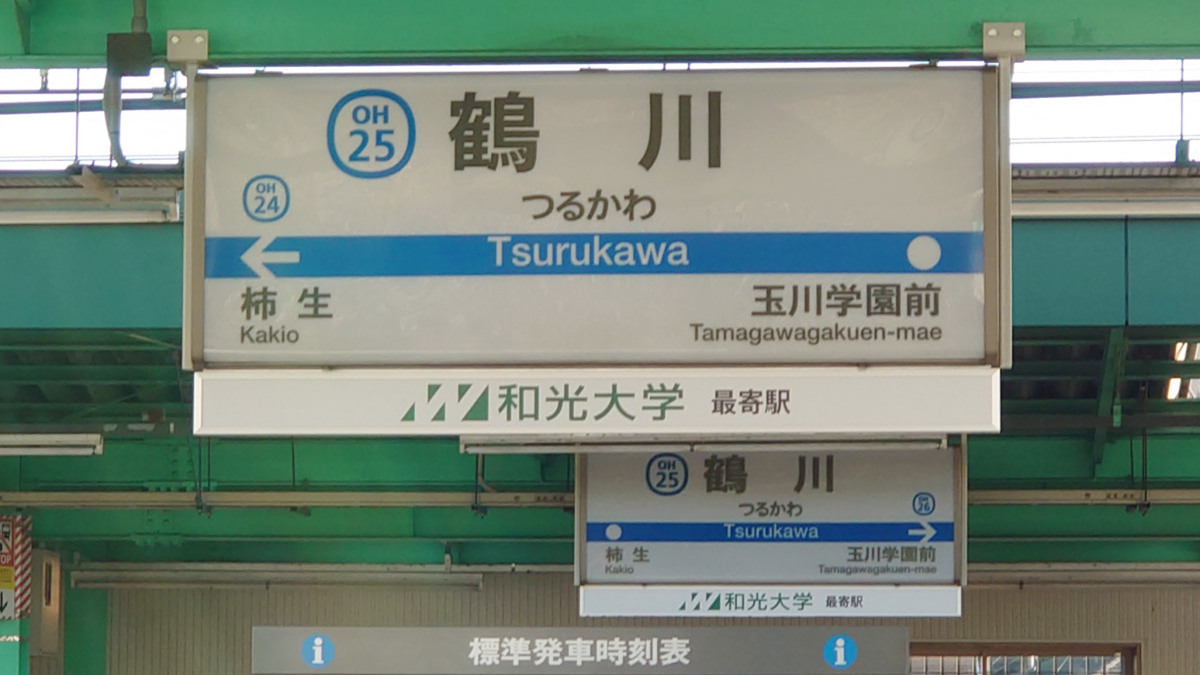 OH
25
鶴川
つるかわ
OH
24
Tsurukawa
柿生
Kakio
玉川学園前
Tamagawagakuen-mae
和光大学 最寄駅
OH
25
鶴川
つるかわ
OH
26
Tsurukawa
柿生
Kakio
玉川学園前
Tamagawagakuen-mae
和光大学 最寄駅
i 標準発車時刻表 i